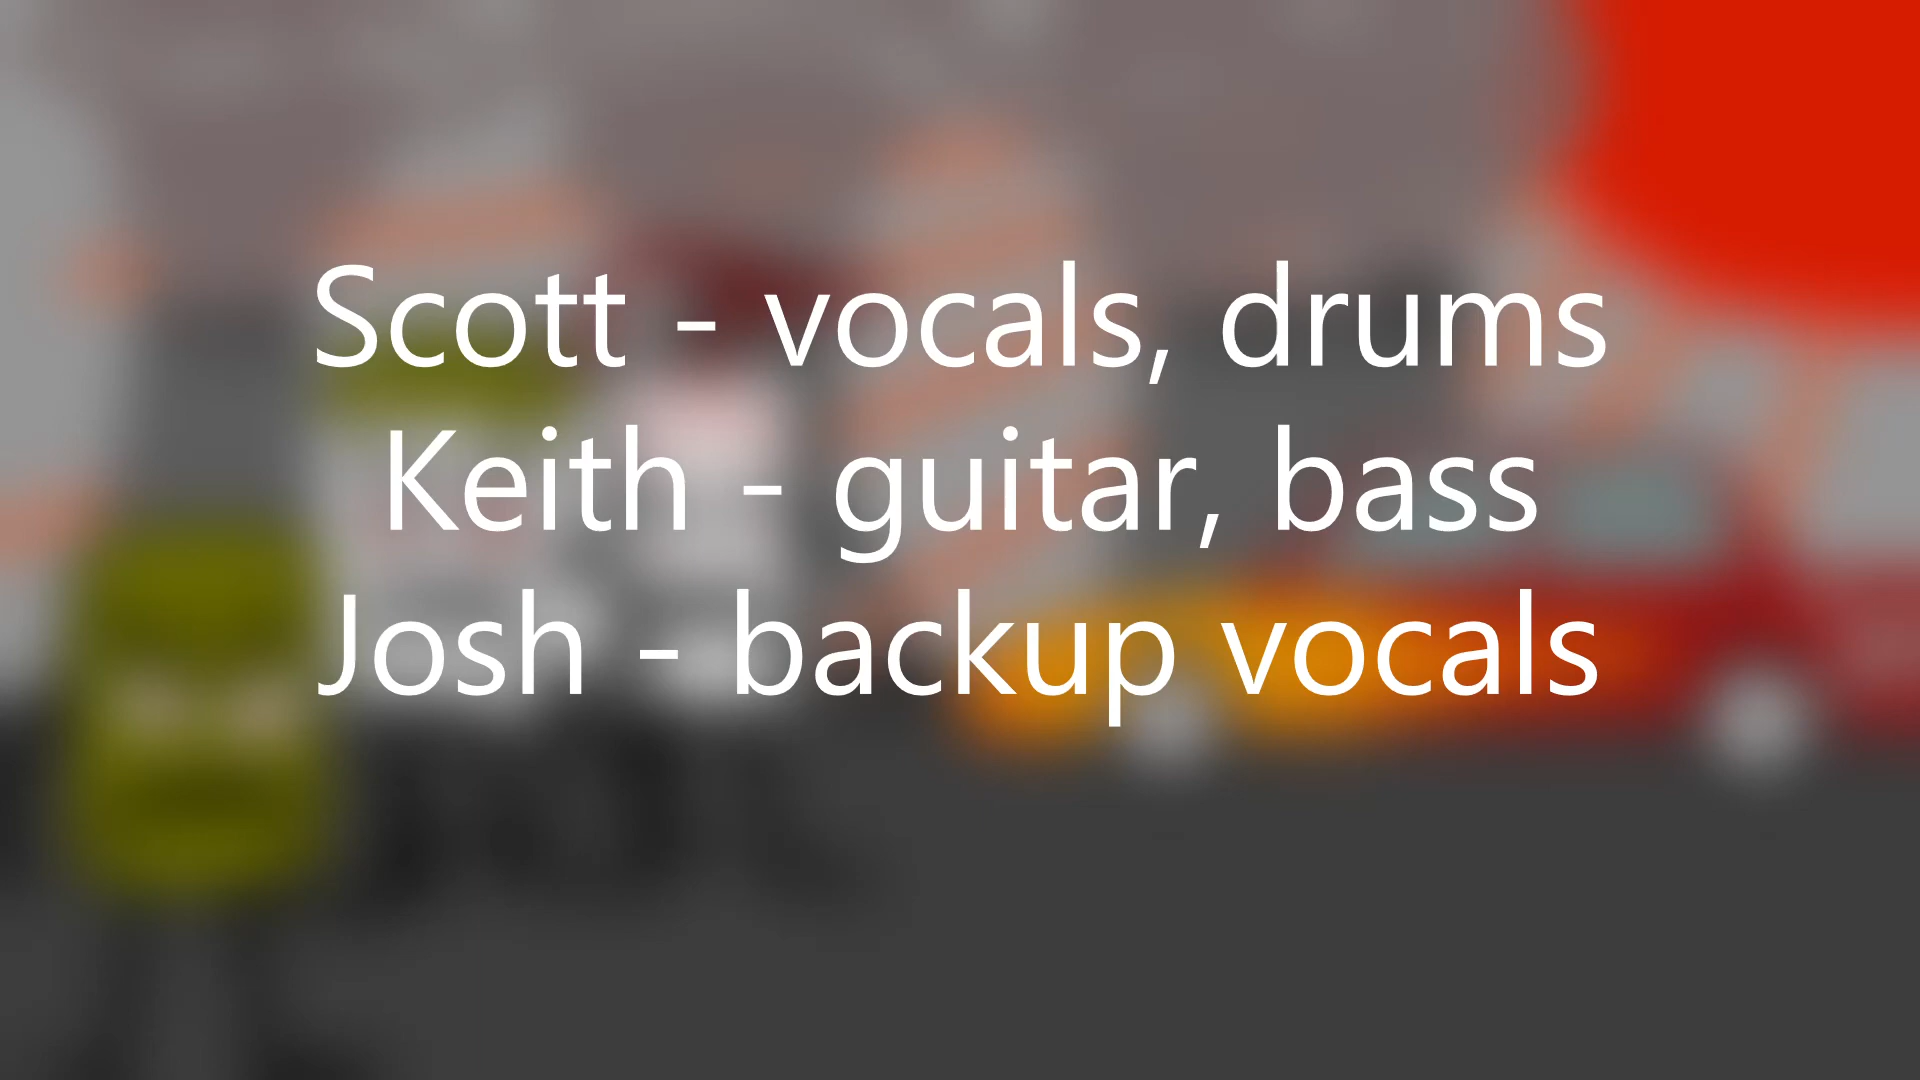 Scott - vocals, drums
Keith - guitar, bass
Josh - backup vocals